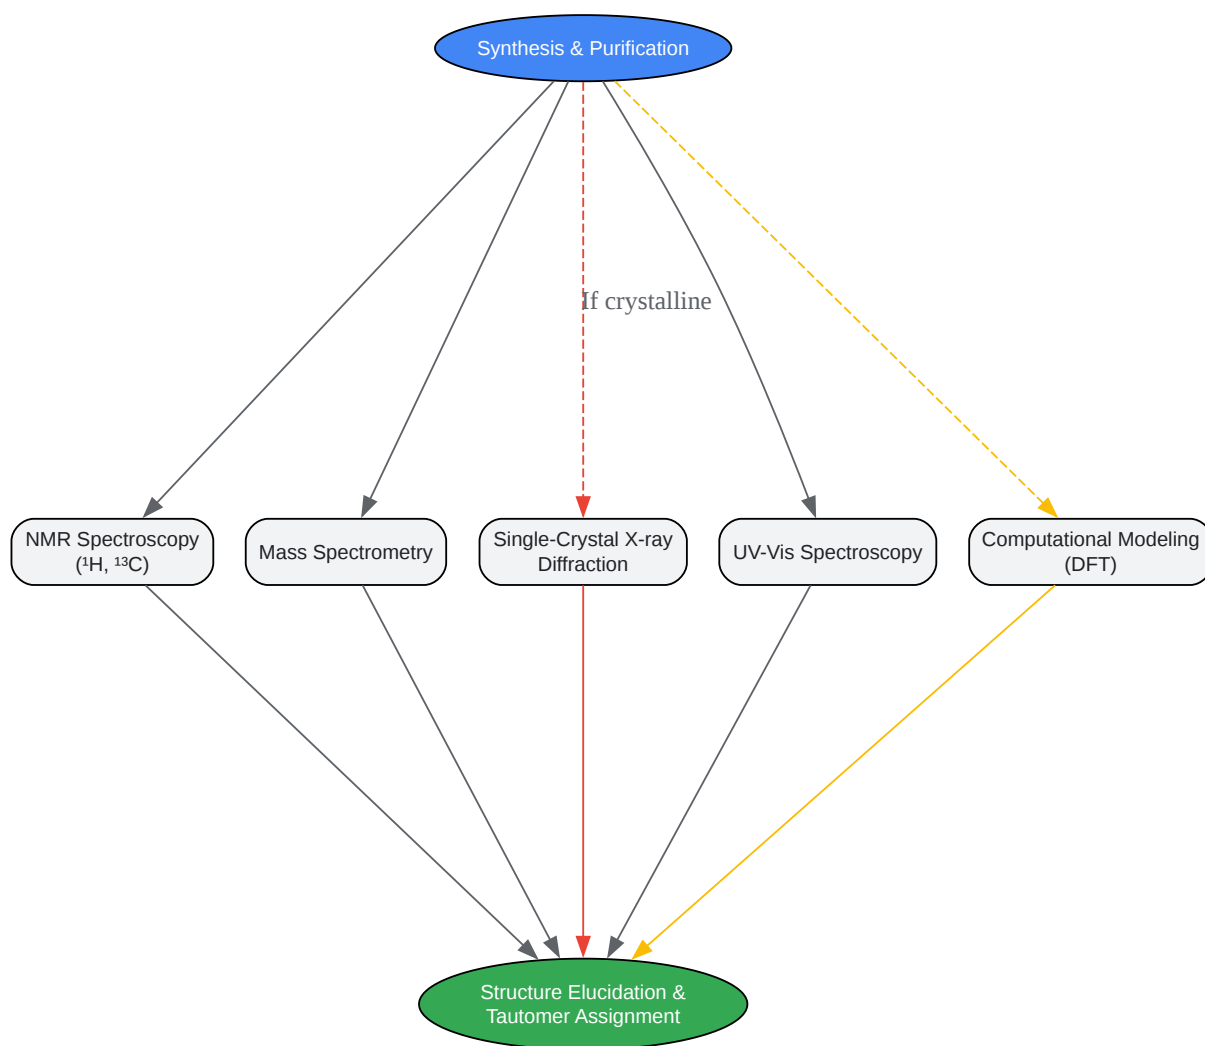 Synthesis & Purification
If crystalline
NMR Spectroscopy
(¹H, ¹³C)
Mass Spectrometry
Single-Crystal X-ray
Diffraction
UV-Vis Spectroscopy
Computational Modeling
(DFT)
Structure Elucidation &
Tautomer Assignment